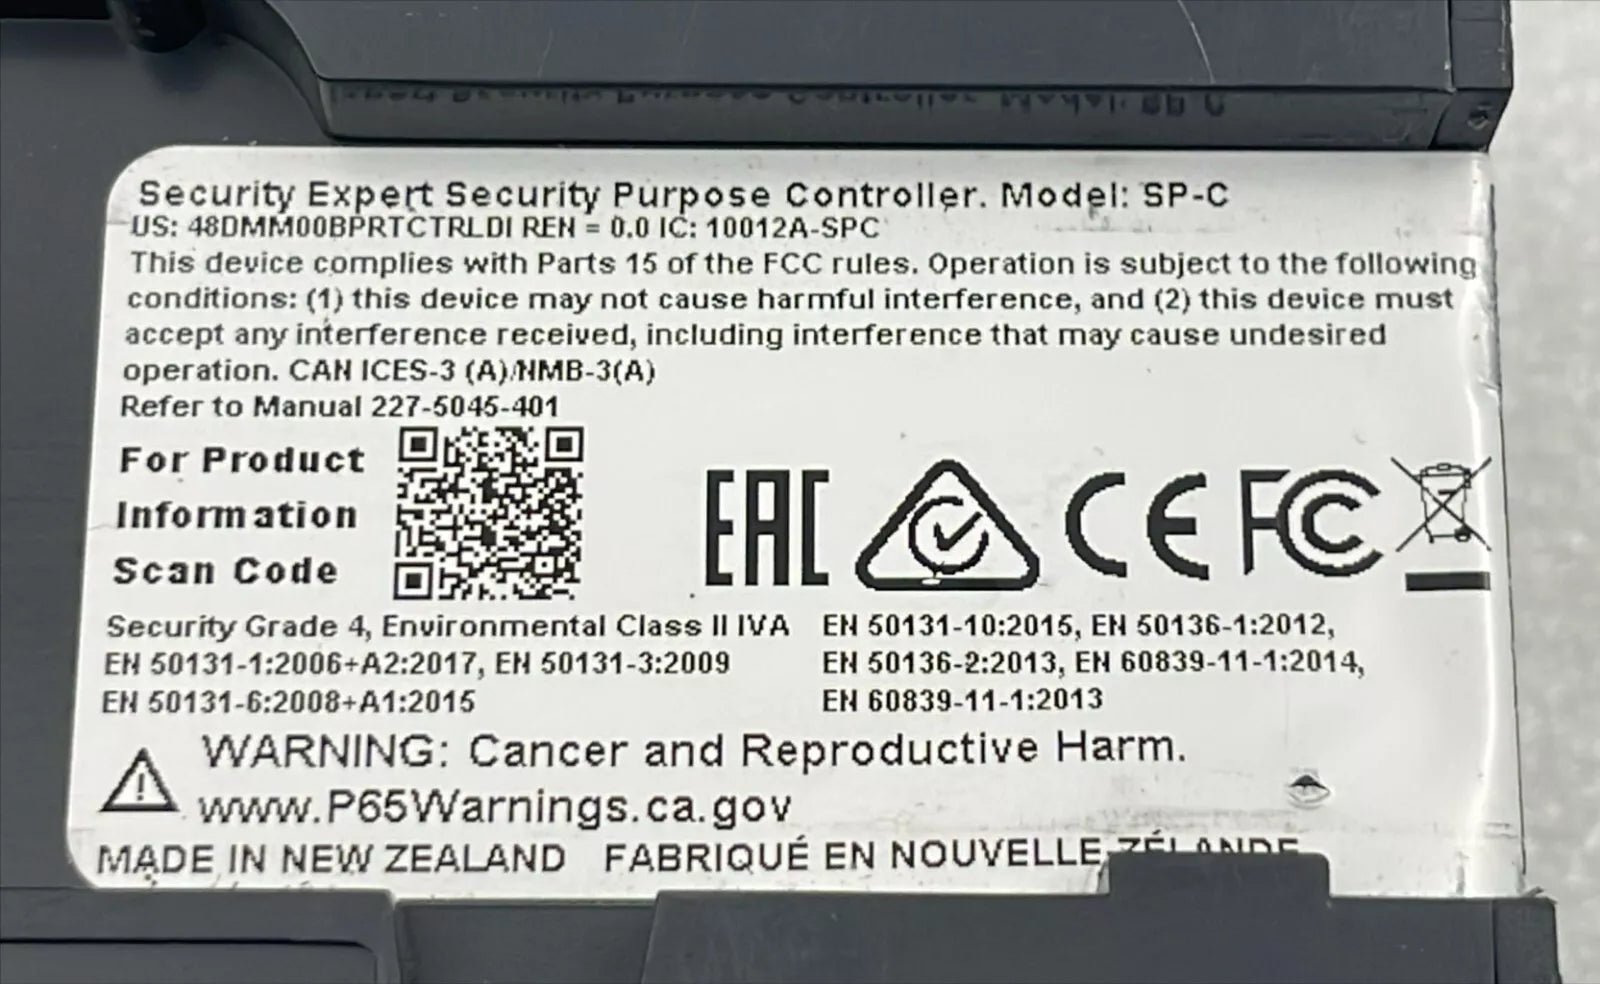 Security Expert Security Purpose Controller. Model: SP-C
US: 48DMM00BPRTCTRLDI REN = 0.0 IC: 10012A-SPC
This device complies with Parts 15 of the FCC rules. Operation is subject to the following
conditions: (1) this device may not cause harmful interference, and (2) this device must
accept any interference received, including interference that may cause undesired
operation. CAN ICES-3 (A)/NMB-3(A)
Refer to Manual 227-5045-401
For Product
Information
Scan Code
EAC CE FC
Security Grade 4, Environmental Class II IVA
EN 50131-1:2006+A2:2017, EN 50131-3:2009
EN 50131-6:2008+A1:2015
EN 50131-10:2015, EN 50136-1:2012,
EN 50136-2:2013, EN 60839-11-1:2014,
EN 60839-11-1:2013
WARNING: Cancer and Reproductive Harm.
www.P65Warnings.ca.gov
MADE IN NEW ZEALAND FABRIQUÉ EN NOUVELLE-ZÉLANDE